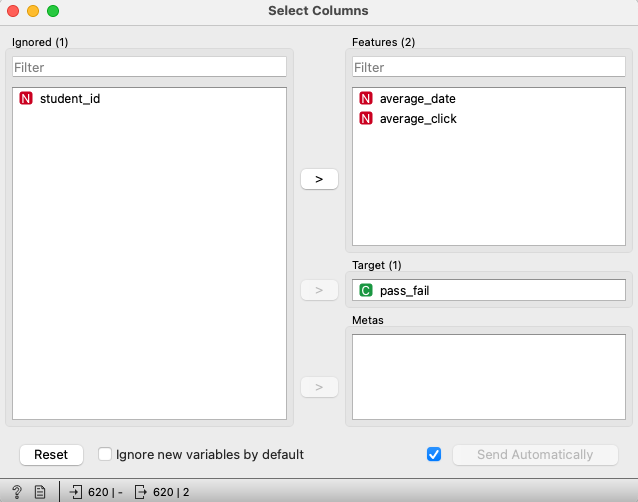 Select Columns
Ignored (1)
Filter
N student_id
Features (2)
Filter
N average_date
N average_click
>
Target (1)
>
C pass_fail
Metas
>
Reset
Ignore new variables by default
Send Automatically
? 620 | - 620 | 2